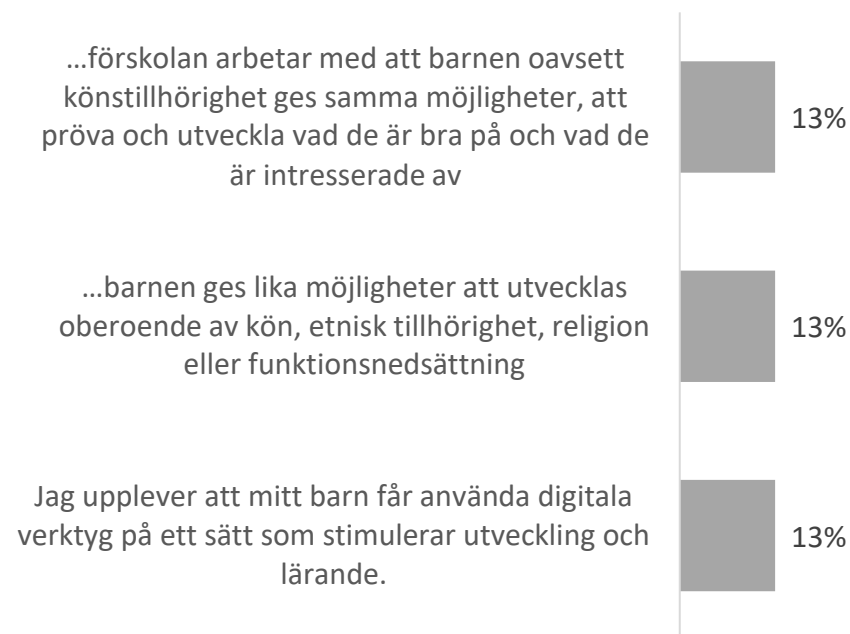 …förskolan arbetar med att barnen oavsett
könstillhörighet ges samma möjligheter, att
pröva och utveckla vad de är bra på och vad de
är intresserade av
13%
…barnen ges lika möjligheter att utvecklas
oberoende av kön, etnisk tillhörighet, religion
eller funktionsnedsättning
13%
Jag upplever att mitt barn får använda digitala
verktyg på ett sätt som stimulerar utveckling och
lärande.
13%